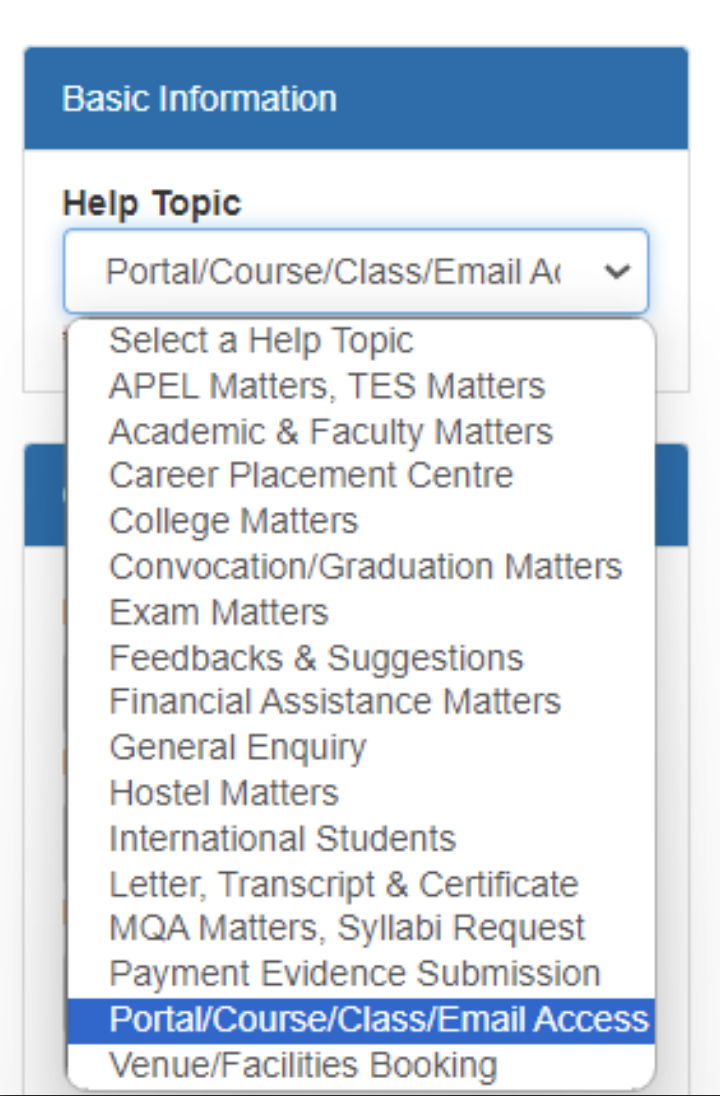 Basic Information
Help Topic
Portal/Course/Class/Email
Select a Help Topic
APEL Matters, TES Matters
Academic & Faculty Matters
Career Placement Centre
College Matters
Convocation/Graduation Matters
Exam Matters
Feedbacks & Suggestions
Financial Assistance Matters
General Enquiry
Hostel Matters
International Students
Letter, Transcript & Certificate
MQA Matters, Syllabi Request
Payment Evidence Submission
Portal/Course/Class/Email Access
Venue/Facilities Booking